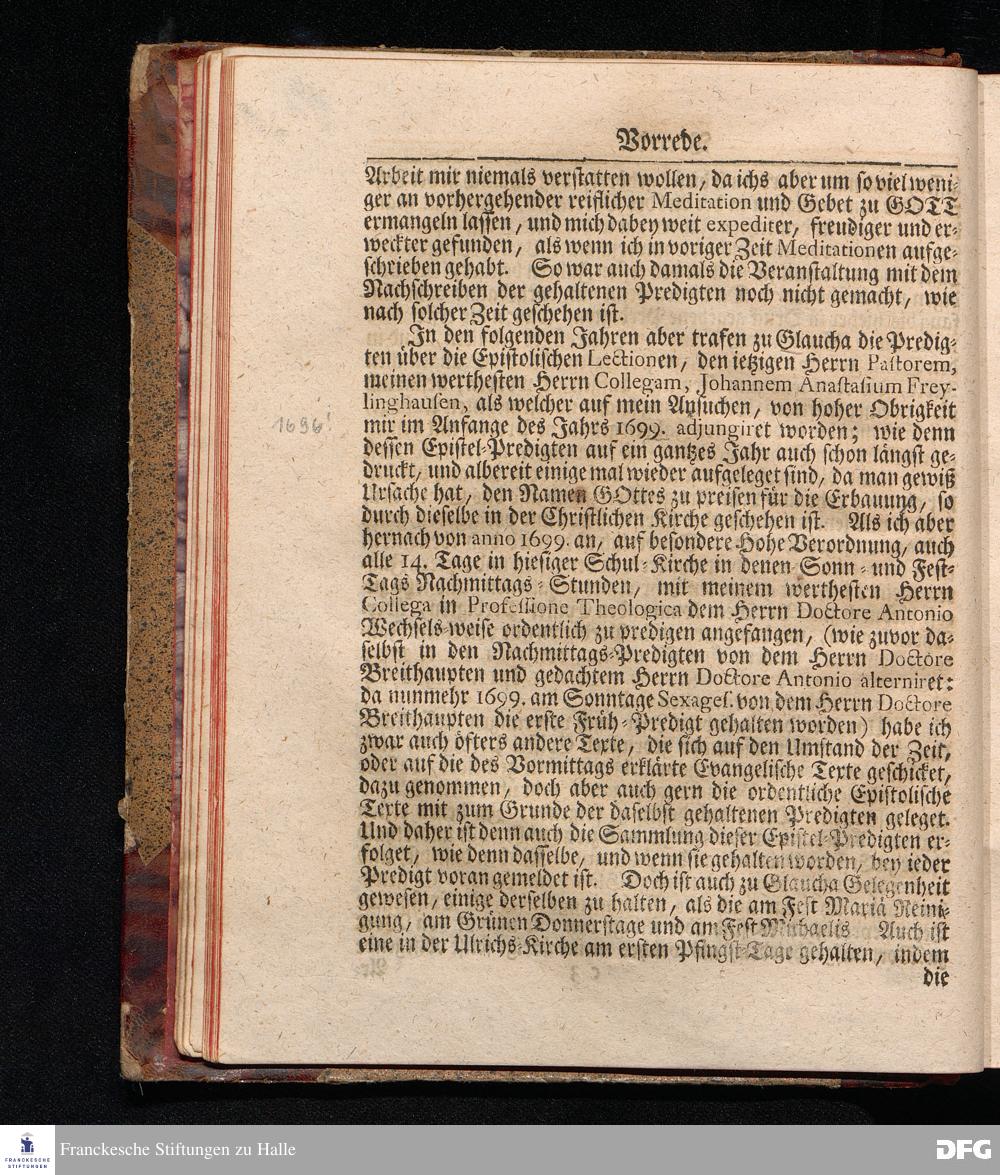 Vorrede.
Arbeit mir niemals verstatten wollen, da ichs aber um so viel weni-
ger an vorhergehender reiflicher Meditation und Gebet zu GOTT
ermangeln lassen, und mich dabey weit expediter, freudiger und er-
weckter gefunden, als wenn ich in voriger Zeit Meditationen aufge-
schrieben gehabt. So war auch damals die Veranstaltung mit dem
Nachschreiben der gehaltenen Predigten noch nicht gemacht, wie
nach solcher Zeit geschehen ist.
In den folgenden Jahren aber trafen zu Glaucha die Predig-
ten über die Epistolischen Lectionen, den ietzigen Herrn Pastorem,
meinen werthesten Herrn Collegam, Johannem Anastasium Frey-
linghausen, als welcher auf mein Ansuchen, von hoher Obrigkeit
1696!
mir im Anfange des Jahrs 1699. adjungiret worden; wie denn
dessen Epistel-Predigten auf ein gantzes Jahr auch schon längst ge-
druckt, und albereit einige mal wieder aufgeleget sind, da man gewiß
Ursache hat, den Namen GOttes zu preisen für die Erbauung, so
durch dieselbe in der Christlichen Kirche geschehen ist. Als ich aber
hernach von anno 1699. an, auf besondere Hohe Verordnung, auch
alle 14. Tage in hiesiger Schul-Kirche in denen Sonn- und Fest-
Tags Nachmittags-Stunden, mit meinem werthesten Herrn
Collega in Professione Theologica dem Herrn Doctore Antonio
Wechsels-weise ordentlich zu predigen angefangen, (wie zuvor da-
selbst in den Nachmittags-Predigten von dem Herrn Doctore
Breithaupten und gedachtem Herrn Doctore Antonio alterniret:
da nunmehr 1699. am Sonntage Sexages. von dem Herrn Doctore
Breithaupten die erste Früh-Predigt gehalten worden) habe ich
zwar auch öfters andere Texte, die sich auf den Umstand der Zeit,
oder auf die des Vormittags erklärte Evangelische Texte geschicket,
dazu genommen, doch aber auch gern die ordentliche Epistolische
Texte mit zum Grunde der daselbst gehaltenen Predigten geleget.
Und daher ist denn auch die Sammlung dieser Epistel-Predigten er-
folget, wie denn dasselbe, und wenn sie gehalten worden, bey ieder
Predigt voran gemeldet ist. Doch ist auch zu Glaucha Gelegenheit
gewesen, einige derselben zu halten, als die am Fest Mariä Reini-
gung, am Grünen Donnerstage und am Fest Michaelis Auch ist
eine in der Ulrichs-Kirche am ersten Pfingst-Tage gehalten, indem
die
FRANCKESCHE
STIFTUNGEN
Franckesche Stiftungen zu Halle
DFG